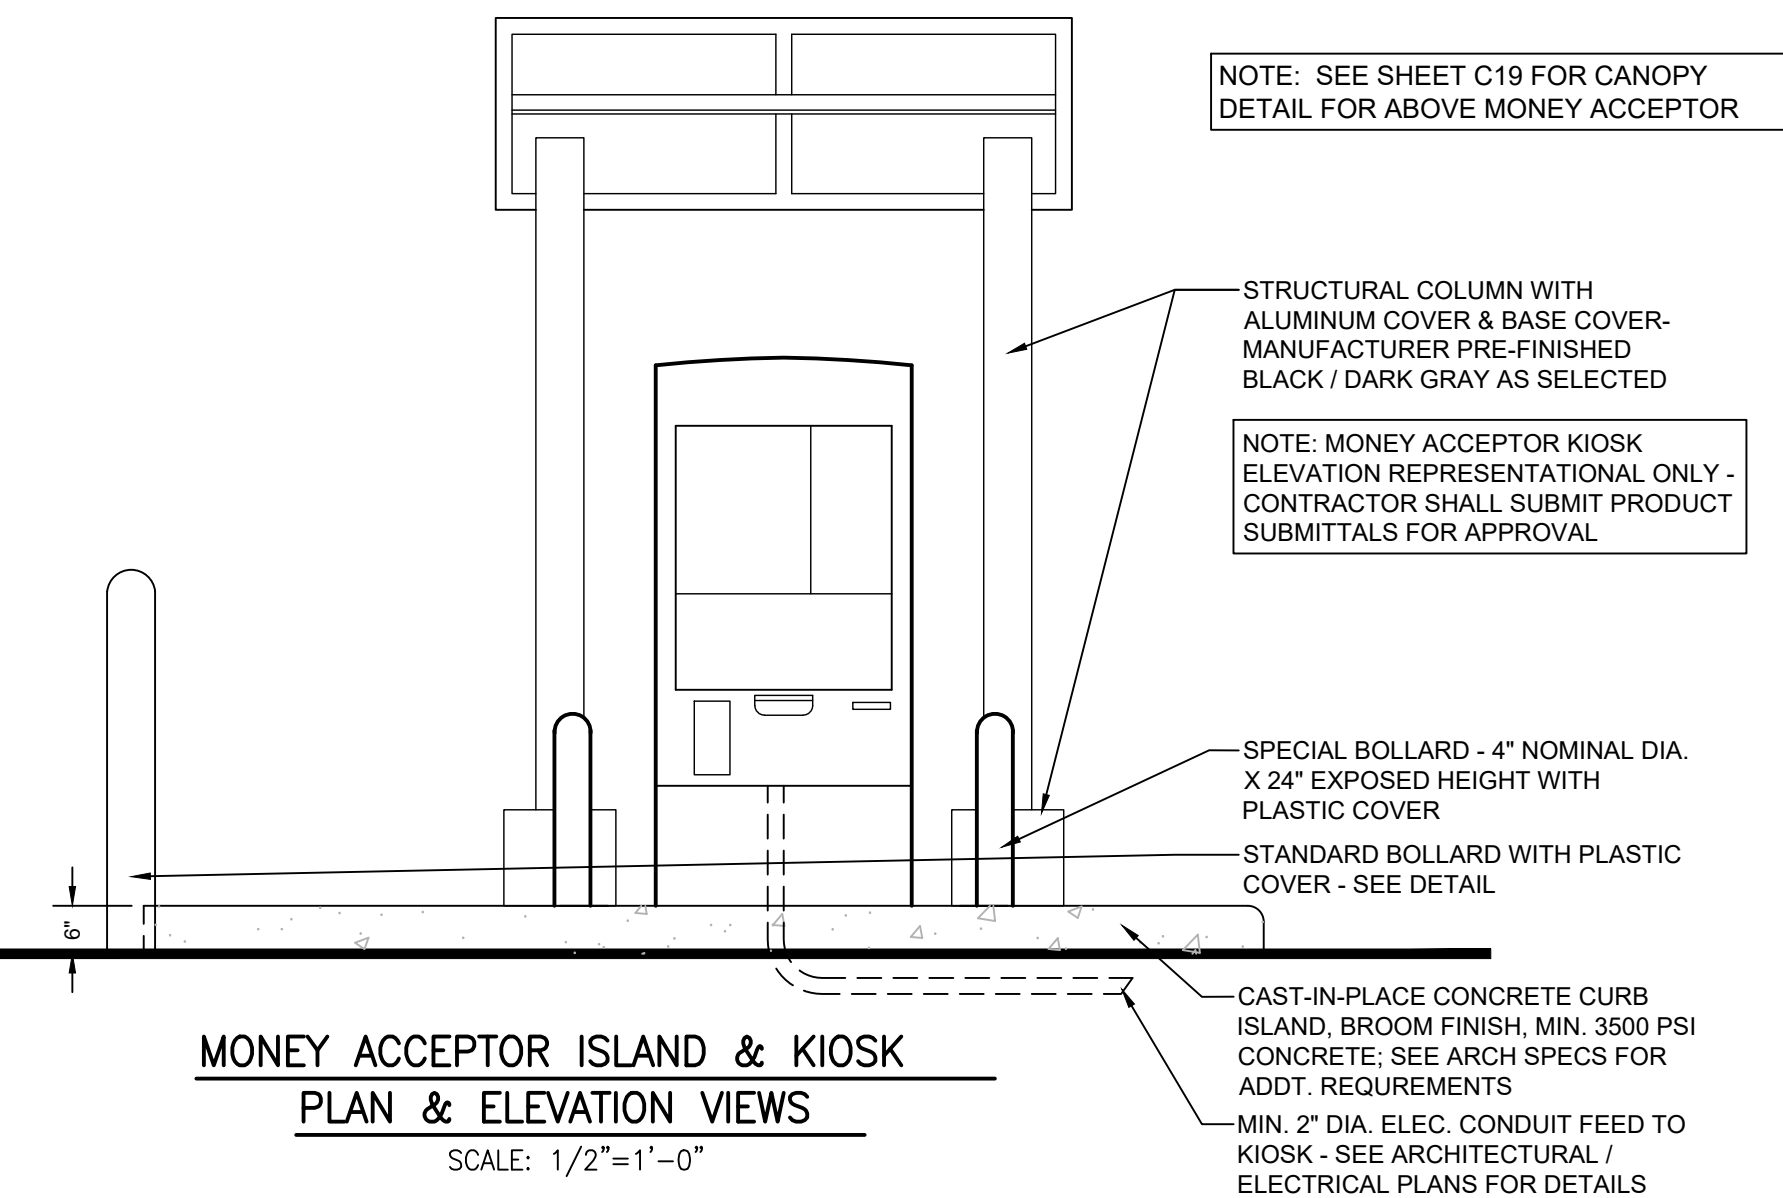 NOTE: SEE SHEET C19 FOR CANOPY
DETAIL FOR ABOVE MONEY ACCEPTOR
STRUCTURAL COLUMN WITH
ALUMINUM COVER & BASE COVER-
MANUFACTURER PRE-FINISHED
BLACK / DARK GRAY AS SELECTED
NOTE: MONEY ACCEPTOR KIOSK
ELEVATION REPRESENTATIONAL ONLY -
CONTRACTOR SHALL SUBMIT PRODUCT
SUBMITTALS FOR APPROVAL
SPECIAL BOLLARD - 4" NOMINAL DIA.
X 24" EXPOSED HEIGHT WITH
PLASTIC COVER
STANDARD BOLLARD WITH PLASTIC
COVER - SEE DETAIL
6"
CAST-IN-PLACE CONCRETE CURB
ISLAND, BROOM FINISH, MIN. 3500 PSI
CONCRETE; SEE ARCH SPECS FOR
ADDT. REQUREMENTS
MIN. 2" DIA. ELEC. CONDUIT FEED TO
KIOSK - SEE ARCHITECTURAL /
ELECTRICAL PLANS FOR DETAILS
MONEY ACCEPTOR ISLAND & KIOSK
PLAN & ELEVATION VIEWS
SCALE: 1/2"=1'-0"